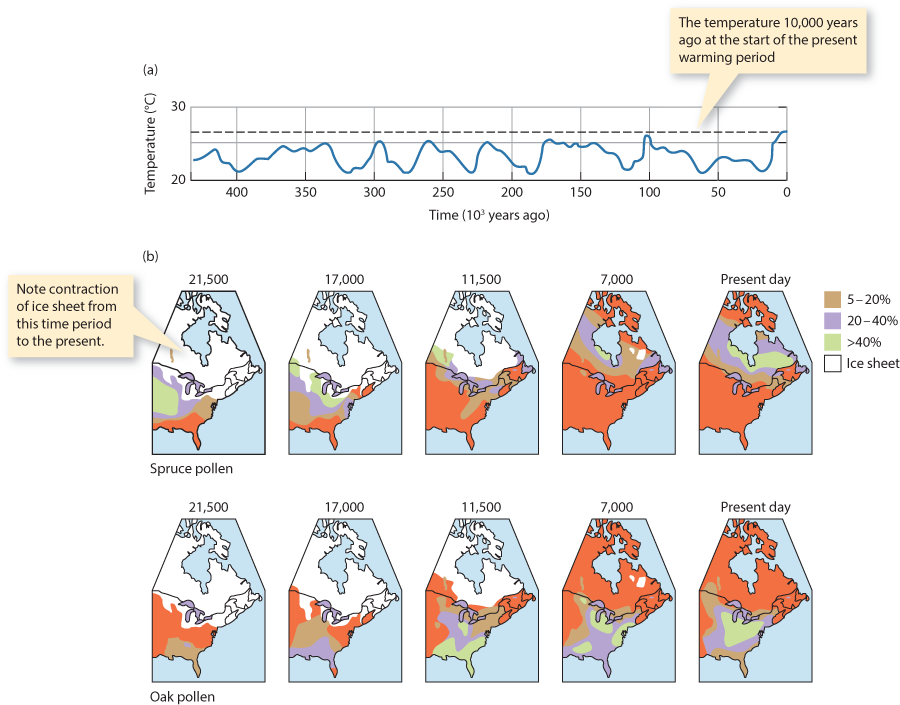 The temperature 10,000 years
ago at the start of the present
warming period
(a)
Temperature (°C)
30
20
400
350
300
250
200
150
100
50
0
Time (10³ years ago)
(b)
Note contraction
of ice sheet from
this time period
to the present.
21,500
17,000
11,500
7,000
Present day
5–20%
20–40%
>40%
Ice sheet
Spruce pollen
21,500
17,000
11,500
7,000
Present day
Oak pollen